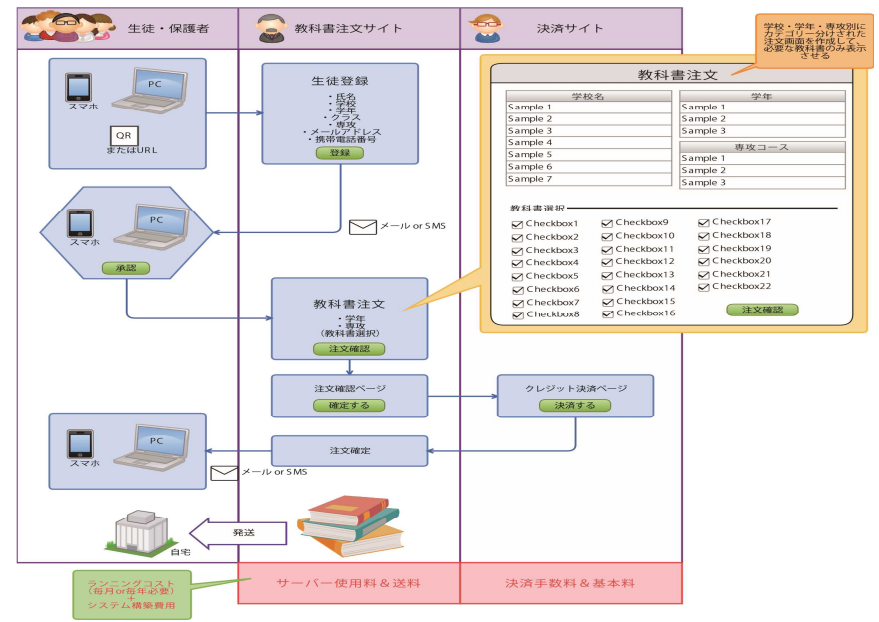 生徒・保護者
教科書注文サイト
決済サイト
学校・学年・専攻別に
カテゴリー分けされた
注文画面を作成して、
必要な教科書のみ表示
させる
スマホ
PC
QR
またはURL
生徒登録
・氏名
・学校
・学年
・クラス
・専攻
・メールアドレス
・携帯電話番号
登録
教科書注文
学校名
Sample 1
Sample 2
Sample 3
Sample 4
Sample 5
Sample 6
Sample 7
学年
Sample 1
Sample 2
Sample 3
専攻コース
Sample 1
Sample 2
Sample 3
教科書選択
Checkbox1
Checkbox2
Checkbox3
Checkbox4
Checkbox5
Checkbox6
Checkbox7
Checkbox8
Checkbox9
Checkbox10
Checkbox11
Checkbox12
Checkbox13
Checkbox14
Checkbox15
Checkbox16
Checkbox17
Checkbox18
Checkbox19
Checkbox20
Checkbox21
Checkbox22
注文確認
メール or SMS
スマホ
PC
承認
教科書注文
・学年
・専攻
(教科書選択)
注文確認
注文確認ページ
確定する
クレジット決済ページ
決済する
注文確定
スマホ
PC
メール or SMS
発送
自宅
ランニングコスト
(毎月or毎年必要)
+
システム構築費用
サーバー使用料&送料
決済手数料&基本料